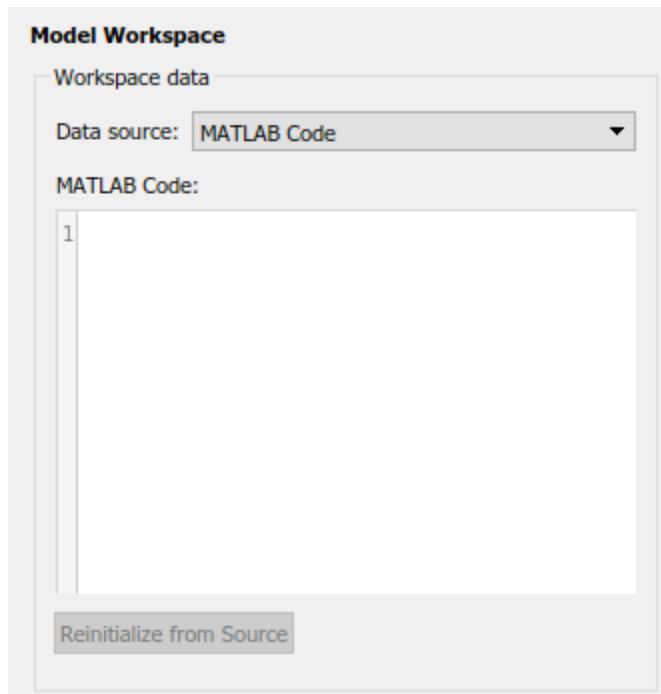 Model Workspace
Workspace data
Data source: MATLAB Code
MATLAB Code:
1
Reinitialize from Source